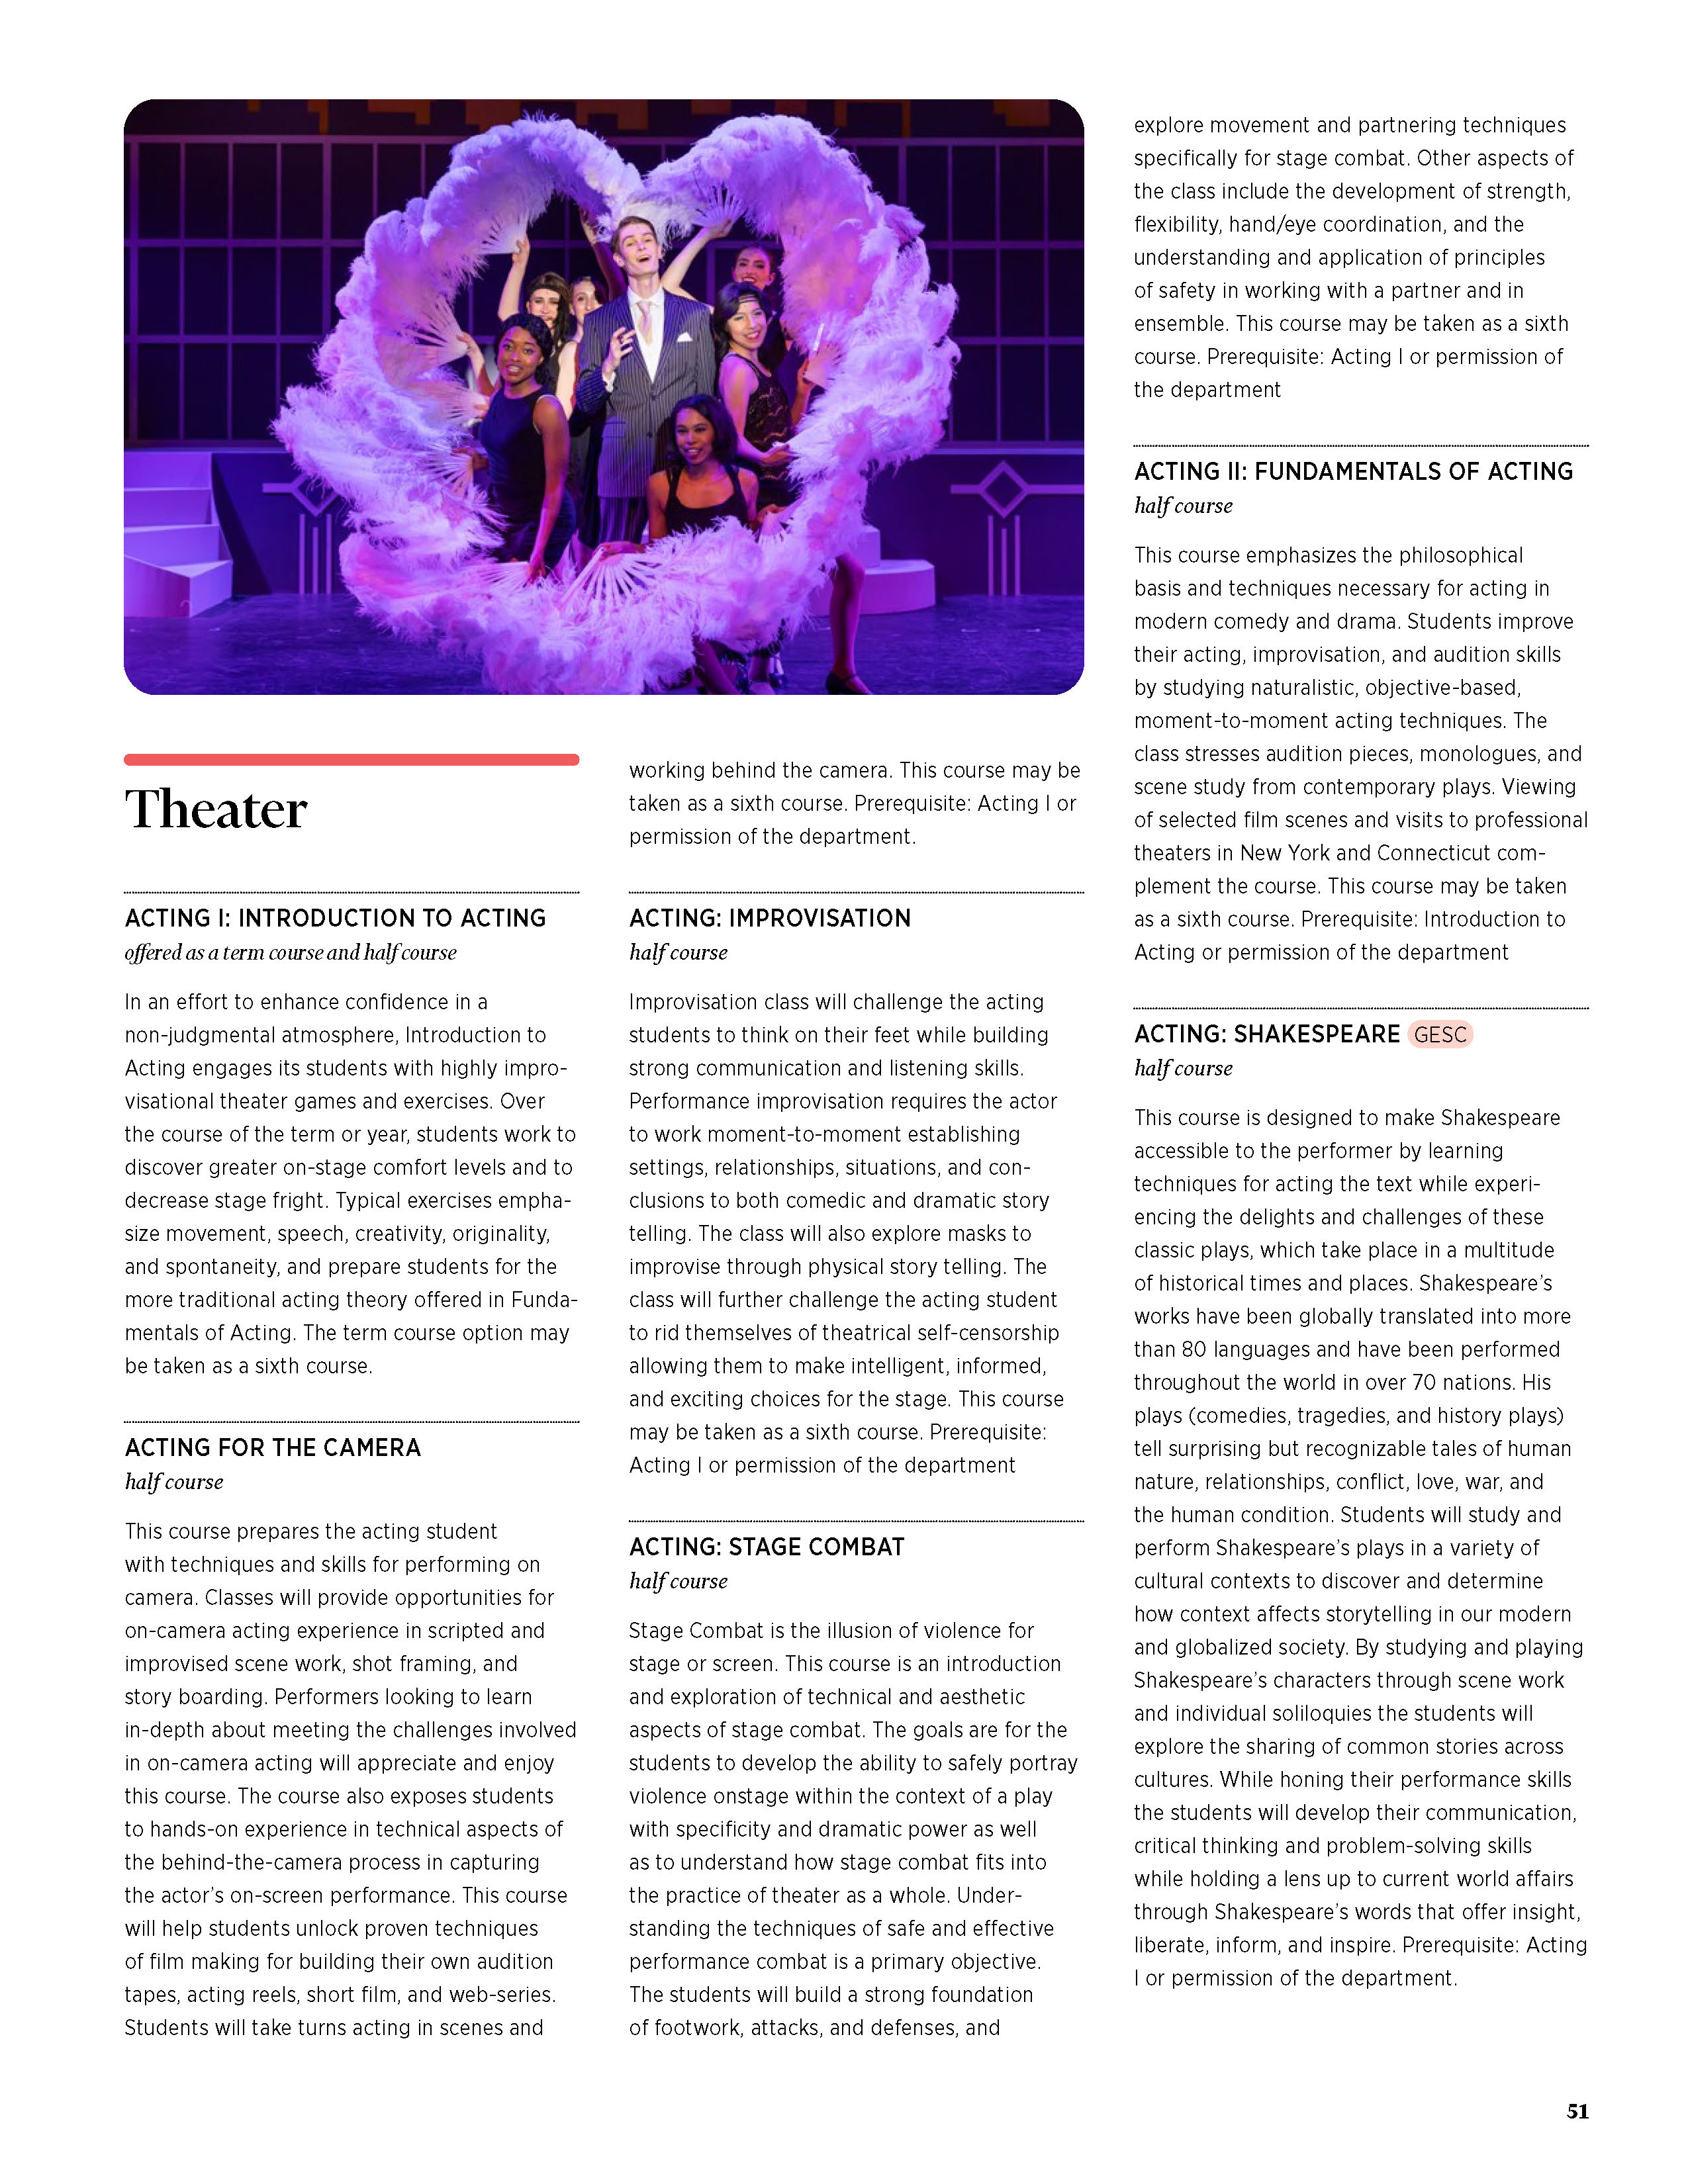 Theater
ACTING I: INTRODUCTION TO ACTING
offered as a term course and half course
In an effort to enhance confidence in a
non-judgmental atmosphere, Introduction to
Acting engages its students with highly impro-
visational theater games and exercises. Over
the course of the term or year, students work to
discover greater on-stage comfort levels and to
decrease stage fright. Typical exercises empha-
size movement, speech, creativity, originality,
and spontaneity, and prepare students for the
more traditional acting theory offered in Funda-
mentals of Acting. The term course option may
be taken as a sixth course.
ACTING FOR THE CAMERA
half course
This course prepares the acting student
with techniques and skills for performing on
camera. Classes will provide opportunities for
on-camera acting experience in scripted and
improvised scene work, shot framing, and
story boarding. Performers looking to learn
in-depth about meeting the challenges involved
in on-camera acting will appreciate and enjoy
this course. The course also exposes students
to hands-on experience in technical aspects of
the behind-the-camera process in capturing
the actor's on-screen performance. This course
will help students unlock proven techniques
of film making for building their own audition
tapes, acting reels, short film, and web-series.
Students will take turns acting in scenes and
working behind the camera. This course may be
taken as a sixth course. Prerequisite: Acting I or
permission of the department.
ACTING: IMPROVISATION
half course
Improvisation class will challenge the acting
students to think on their feet while building
strong communication and listening skills.
Performance improvisation requires the actor
to work moment-to-moment establishing
settings, relationships, situations, and con-
clusions to both comedic and dramatic story
telling. The class will also explore masks to
improvise through physical story telling. The
class will further challenge the acting student
to rid themselves of theatrical self-censorship
allowing them to make intelligent, informed,
and exciting choices for the stage. This course
may be taken as a sixth course. Prerequisite:
Acting I or permission of the department
ACTING: STAGE COMBAT
half course
Stage Combat is the illusion of violence for
stage or screen. This course is an introduction
and exploration of technical and aesthetic
aspects of stage combat. The goals are for the
students to develop the ability to safely portray
violence onstage within the context of a play
with specificity and dramatic power as well
as to understand how stage combat fits into
the practice of theater as a whole. Under-
standing the techniques of safe and effective
performance combat is a primary objective.
The students will build a strong foundation
of footwork, attacks, and defenses, and
explore movement and partnering techniques
specifically for stage combat. Other aspects of
the class include the development of strength,
flexibility, hand/eye coordination, and the
understanding and application of principles
of safety in working with a partner and in
ensemble. This course may be taken as a sixth
course. Prerequisite: Acting I or permission of
the department
ACTING II: FUNDAMENTALS OF ACTING
half course
This course emphasizes the philosophical
basis and techniques necessary for acting in
modern comedy and drama. Students improve
their acting, improvisation, and audition skills
by studying naturalistic, objective-based,
moment-to-moment acting techniques. The
class stresses audition pieces, monologues, and
scene study from contemporary plays. Viewing
of selected film scenes and visits to professional
theaters in New York and Connecticut com-
plement the course. This course may be taken
as a sixth course. Prerequisite: Introduction to
Acting or permission of the department
ACTING: SHAKESPEARE GESC
half course
This course is designed to make Shakespeare
accessible to the performer by learning
techniques for acting the text while experi-
encing the delights and challenges of these
classic plays, which take place in a multitude
of historical times and places. Shakespeare's
works have been globally translated into more
than 80 languages and have been performed
throughout the world in over 70 nations. His
plays (comedies, tragedies, and history plays)
tell surprising but recognizable tales of human
nature, relationships, conflict, love, war, and
the human condition. Students will study and
perform Shakespeare's plays in a variety of
cultural contexts to discover and determine
how context affects storytelling in our modern
and globalized society. By studying and playing
Shakespeare's characters through scene work
and individual soliloquies the students will
explore the sharing of common stories across
cultures. While honing their performance skills
the students will develop their communication,
critical thinking and problem-solving skills
while holding a lens up to current world affairs
through Shakespeare's words that offer insight,
liberate, inform, and inspire. Prerequisite: Acting
I or permission of the department.
51